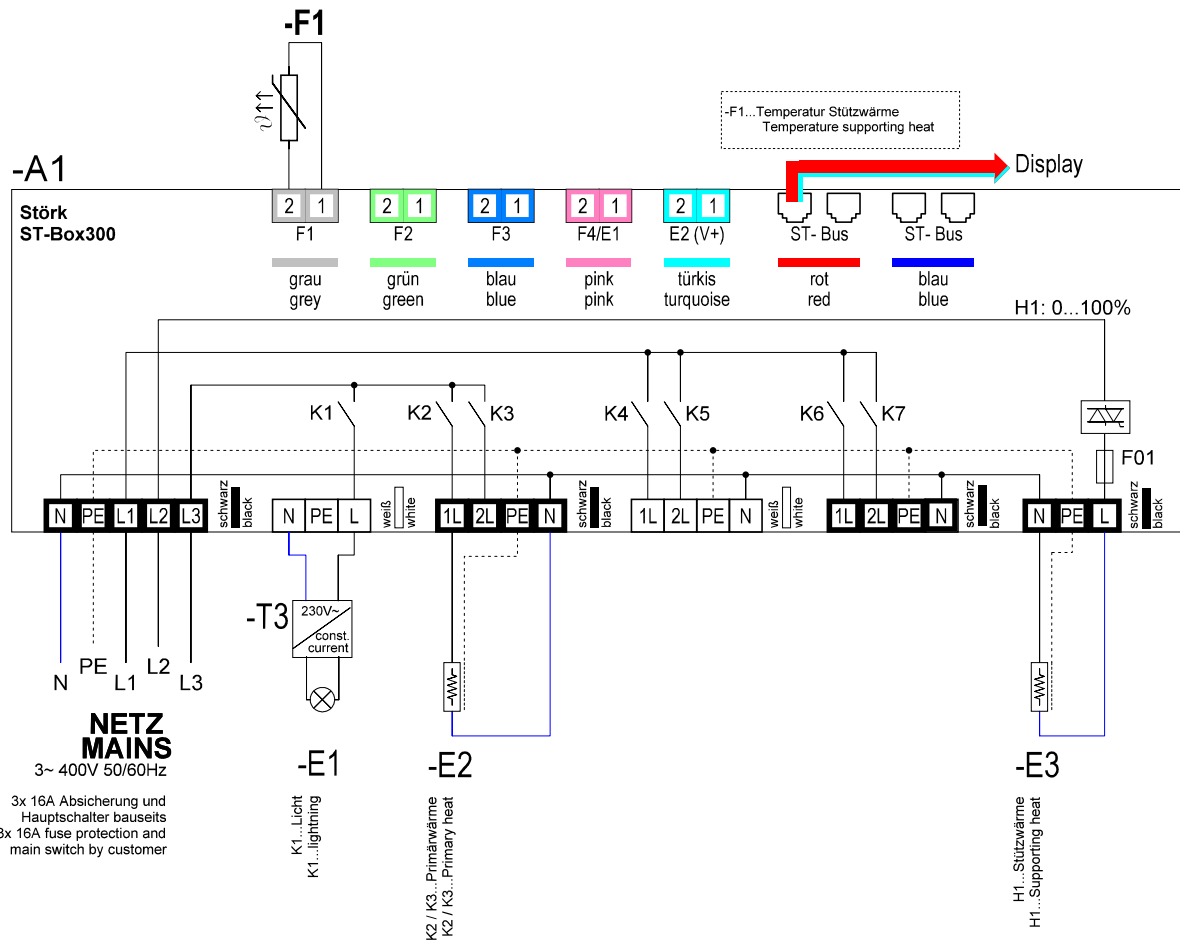 -F1
ϑ↑↑
-F1...Temperatur Stützwärme
Temperature supporting heat
Display
-A1
Störk
ST-Box300
2 1 2 1 2 1 2 1 2 1
F1 F2 F3 F4/E1 E2 (V+) ST- Bus ST- Bus
grau grün blau pink türkis rot blau
grey green blue pink turquoise red blue
H1: 0...100%
K1 K2 K3 K4 K5 K6 K7
F01
N PE L1 L2 L3
schwarz
black
N PE L
weiß
white
1L 2L PE N
schwarz
black
1L 2L PE N
weiß
white
1L 2L PE N
schwarz
black
N PE L
schwarz
black
-T3
230V~
const.
current
N PE L1 L2 L3
NETZ
MAINS
3~ 400V 50/60Hz
3x 16A Absicherung und
Hauptschalter bauseits
3x 16A fuse protection and
main switch by customer
-E1
K1...Licht
K1...lightning
-E2
K2 / K3...Primärwärme
K2 / K3...Primary heat
-E3
H1...Stützwärme
H1...Supporting heat